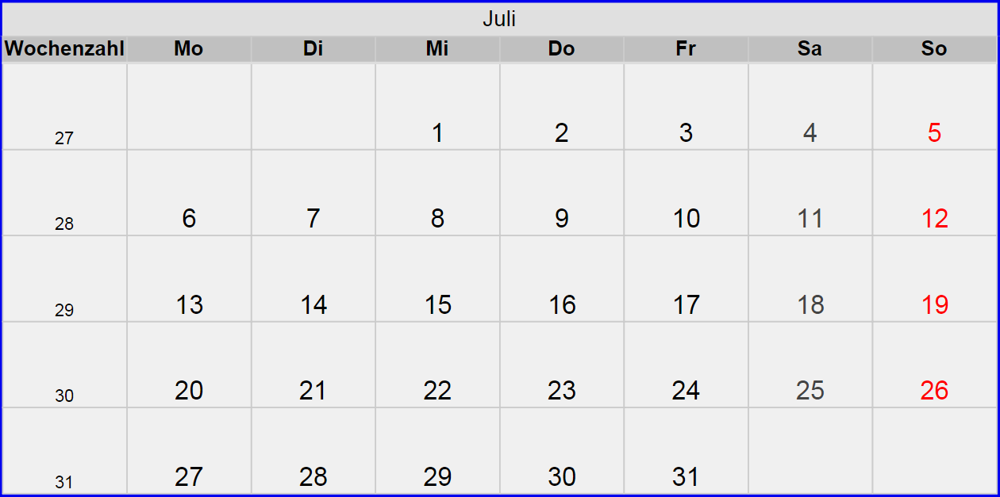 Juli
Wochenzahl Mo Di Mi Do Fr Sa So
27 1 2 3 4 5
28 6 7 8 9 10 11 12
29 13 14 15 16 17 18 19
30 20 21 22 23 24 25 26
31 27 28 29 30 31